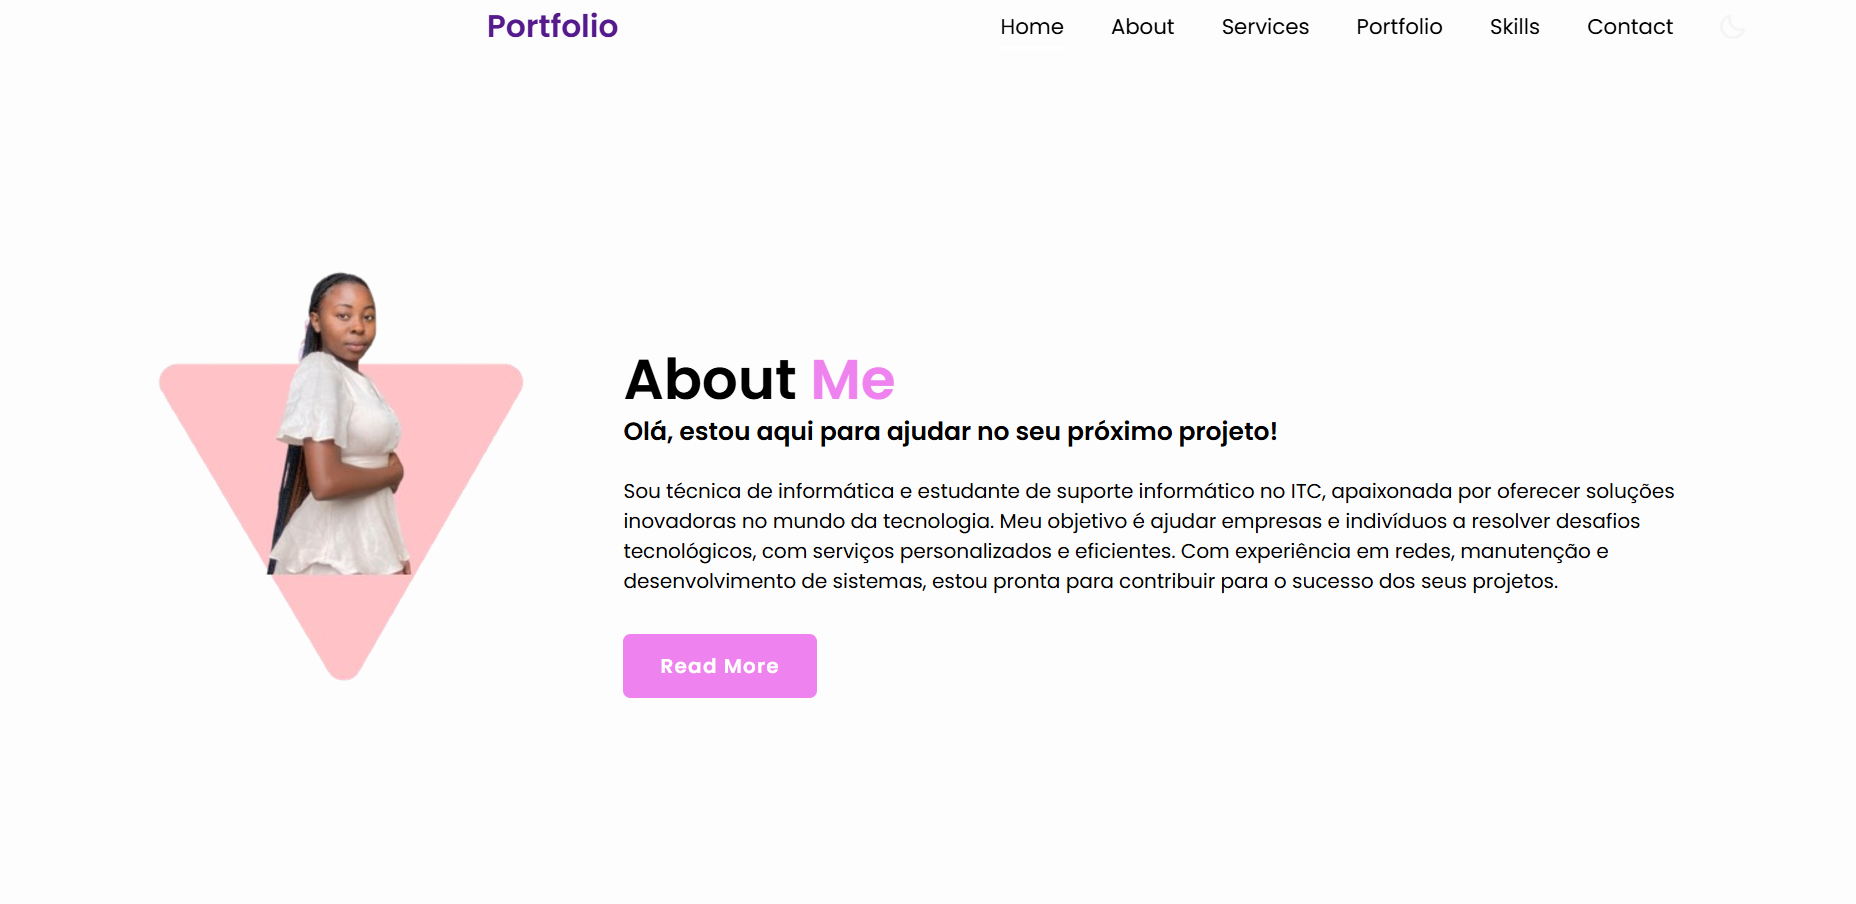 Portfolio
Home About Services Portfolio Skills Contact
About Me
Olá, estou aqui para ajudar no seu próximo projeto!
Sou técnica de informática e estudante de suporte informático no ITC, apaixonada por oferecer soluções
inovadoras no mundo da tecnologia. Meu objetivo é ajudar empresas e indivíduos a resolver desafios
tecnológicos, com serviços personalizados e eficientes. Com experiência em redes, manutenção e
desenvolvimento de sistemas, estou pronta para contribuir para o sucesso dos seus projetos.
Read More